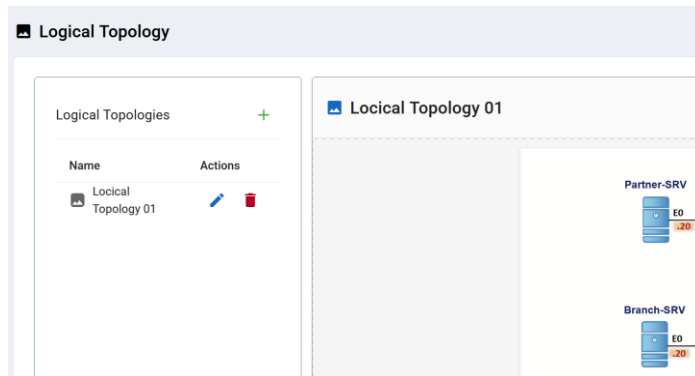 Logical Topology
Logical Topologies +
Locical Topology 01
Name Actions
Locical
Topology 01
Partner-SRV
E0
.20
Branch-SRV
E0
.20